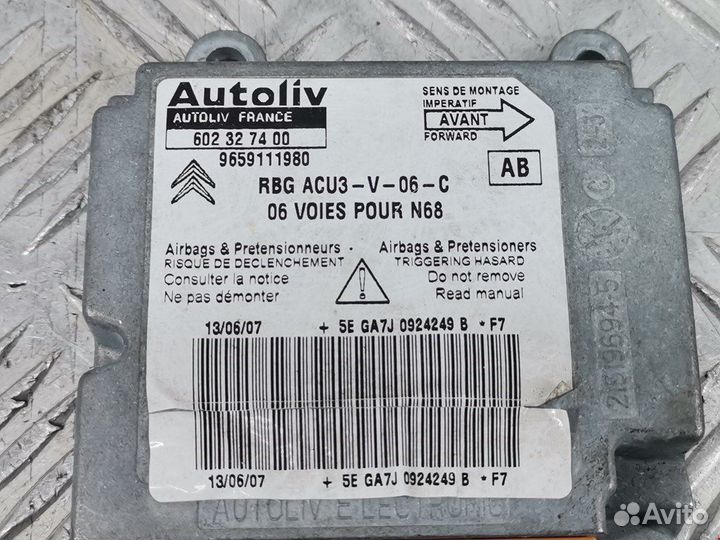 Autoliv
AUTOLIV FRANCE
602 32 74 00
9659111980
SENS DE MONTAGE
IMPERATIF
AVANT
FORWARD
AB
RBG ACU3-V-06-C
06 VOIES POUR N68
Airbags & Pretensionneurs
RISQUE DE DECLENCHEMENT
Consulter la notice
Ne pas démonter
Airbags & Pretensioners
TRIGGERING HASARD
Do not remove
Read manual
13/06/07 + 5E GA7J 0924249 B * F7
13/06/07 + 5E GA7J 0924249 B * F7
AUTOLIV ELECTRONIC
Avito